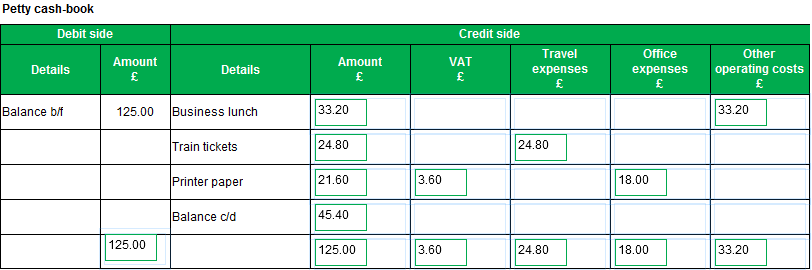 Petty cash-book
Debit side Credit side
Details Amount £ Details Amount £ VAT £ Travel expenses £ Office expenses £ Other operating costs £
Balance b/f 125.00 Business lunch 33.20 33.20
Train tickets 24.80 24.80
Printer paper 21.60 3.60 18.00
Balance c/d 45.40
125.00 125.00 3.60 24.80 18.00 33.20